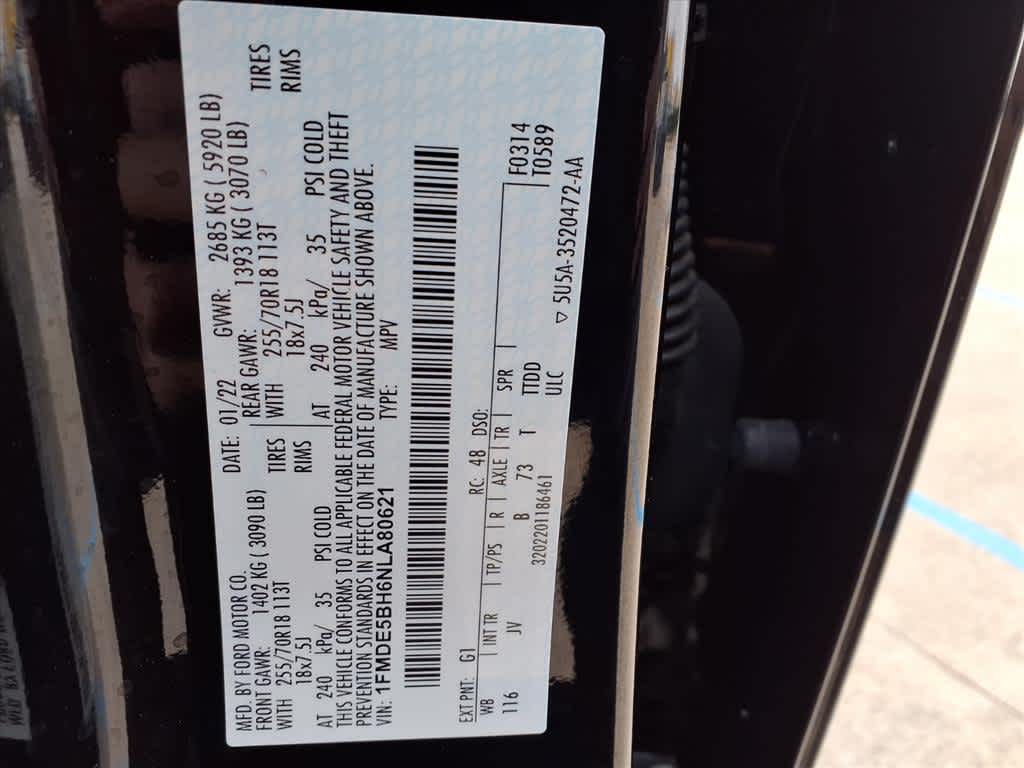 MFD. BY FORD MOTOR CO.
DATE: 01/22 GVWR: 2685 KG ( 5920 LB)
FRONT GAWR: 1402 KG ( 3090 LB) REAR GAWR: 1393 KG ( 3070 LB)
WITH 255/70R18 113T TIRES WITH 255/70R18 113T TIRES
18x7.5J RIMS 18x7.5J RIMS
AT 240 kPa/ 35 PSI COLD AT 240 kPa/ 35 PSI COLD
THIS VEHICLE CONFORMS TO ALL APPLICABLE FEDERAL MOTOR VEHICLE SAFETY AND THEFT
PREVENTION STANDARDS IN EFFECT ON THE DATE OF MANUFACTURE SHOWN ABOVE.
VIN: 1FMDE5BH6NLA80621 TYPE: MPV
EXT PNT: G1 RC: 48 DSO: F0314
WB INT TR TP/PS R AXLE TR SPR T0589
116 JV B 73 T TTDD
3202201186461 ULC
▽ 5U5A-3520472-AA